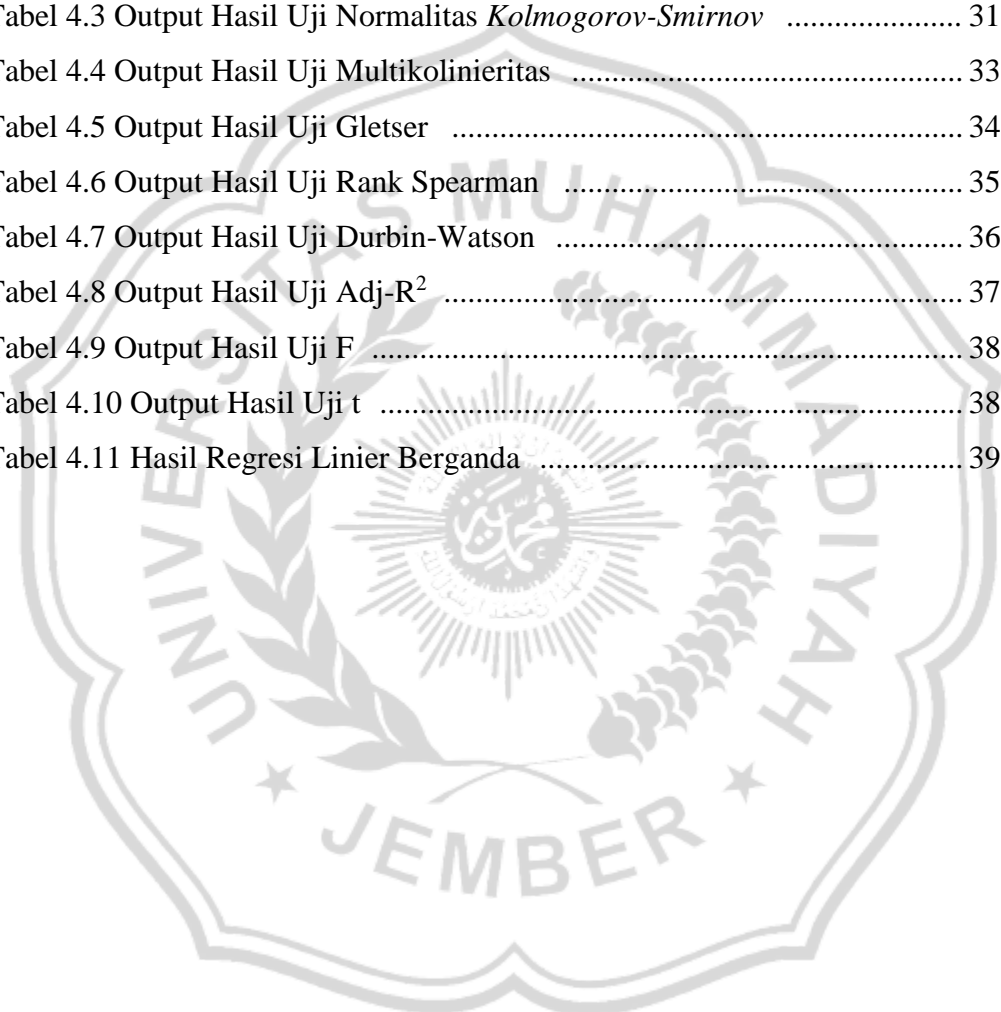 Tabel 4.3 Output Hasil Uji Normalitas Kolmogorov-Smirnov ................... 31
Tabel 4.4 Output Hasil Uji Multikolinieritas .......................................... 33
Tabel 4.5 Output Hasil Uji Gletser ....................................................... 34
Tabel 4.6 Output Hasil Uji Rank Spearman ........................................... 35
Tabel 4.7 Output Hasil Uji Durbin-Watson ............................................ 36
Tabel 4.8 Output Hasil Uji Adj-R² ........................................................ 37
Tabel 4.9 Output Hasil Uji F ................................................................ 38
Tabel 4.10 Output Hasil Uji t ............................................................... 38
Tabel 4.11 Hasil Regresi Linier Berganda .............................................. 39
UNIVERSITAS MUHAMMADIYAH
JEMBER